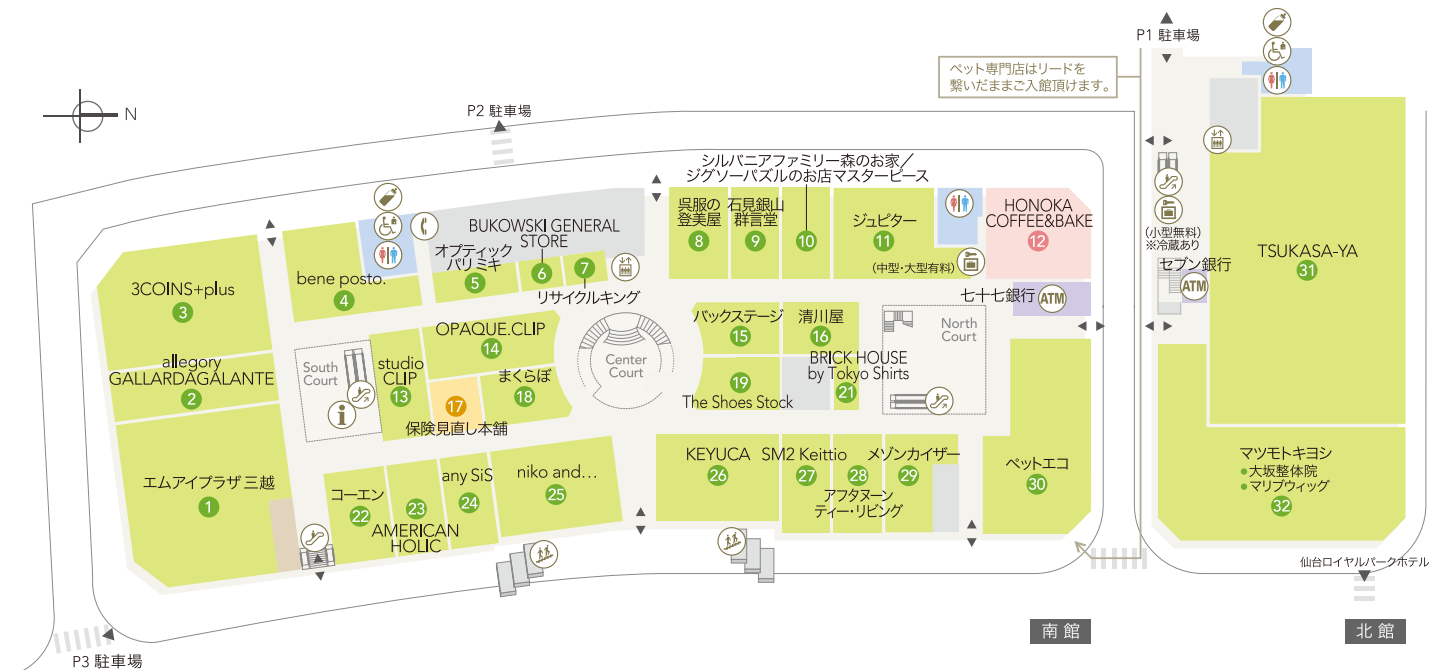 P1 駐車場
ペット専門店はリードを
繋いだままご入館頂けます。
N
P2 駐車場
シルバニアファミリー森のお家／
ジグソーパズルのお店マスターピース
10
呉服の
登美屋
8
石見銀山
群言堂
9
ジュピター
11
(中型・大型有料)
HONOKA
COFFEE&BAKE
12
BUKOWSKI GENERAL
STORE
6
オプティック
パリミキ
5
7
リサイクルキング
bene posto.
4
3COINS+plus
3
allegory
GALLARDAGALANTE
2
エムアイプラザ 三越
1
South
Court
i
studio
CLIP
13
OPAQUE.CLIP
14
17
保険見直し本舗
まくらぼ
18
Center
Court
バックステージ
15
清川屋
16
19
The Shoes Stock
BRICK HOUSE
by Tokyo Shirts
21
North
Court
七十七銀行
ATM
コーエン
22
23
AMERICAN
HOLIC
any SiS
24
niko and...
25
KEYUCA
26
SM2 Keittio
27
28
アフタヌーン
ティー・リビング
メゾンカイザー
29
ペットエコ
30
(小型無料)
※冷蔵あり
セブン銀行
ATM
TSUKASA-YA
31
マツモトキヨシ
大坂整体院
マリブウィッグ
32
仙台ロイヤルパークホテル
南館
北館
P3 駐車場